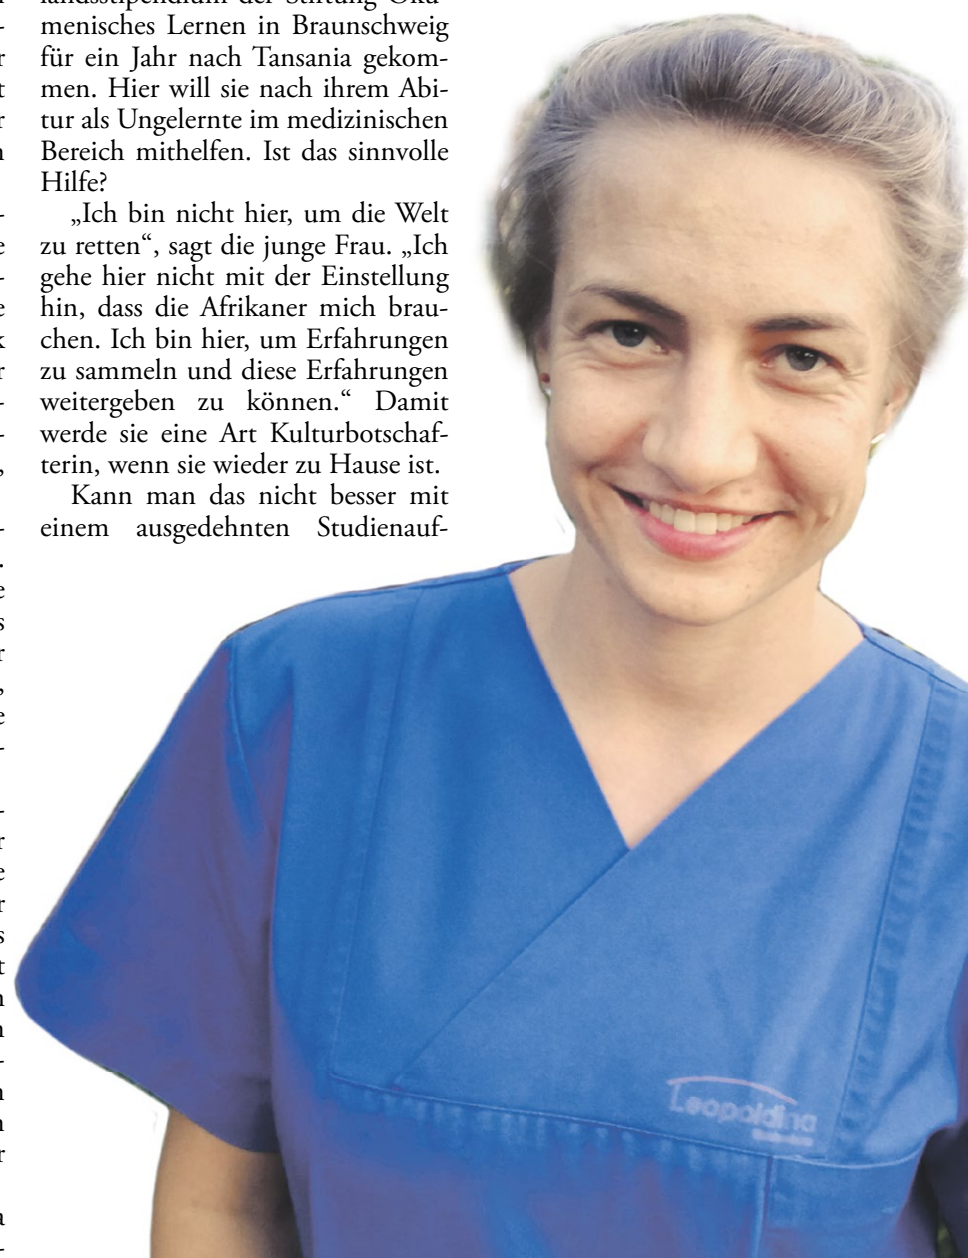 landsstipendium der Stiftung Öku-
menisches Lernen in Braunschweig
für ein Jahr nach Tansania gekom-
men. Hier will sie nach ihrem Abi-
tur als Ungelernte im medizinischen
Bereich mithelfen. Ist das sinnvolle
Hilfe?
„Ich bin nicht hier, um die Welt
zu retten“, sagt die junge Frau. „Ich
gehe hier nicht mit der Einstellung
hin, dass die Afrikaner mich brau-
chen. Ich bin hier, um Erfahrungen
zu sammeln und diese Erfahrungen
weitergeben zu können.“ Damit
werde sie eine Art Kulturbotschaf-
terin, wenn sie wieder zu Hause ist.
Kann man das nicht besser mit
einem ausgedehnten Studienauf-
Leopoldina